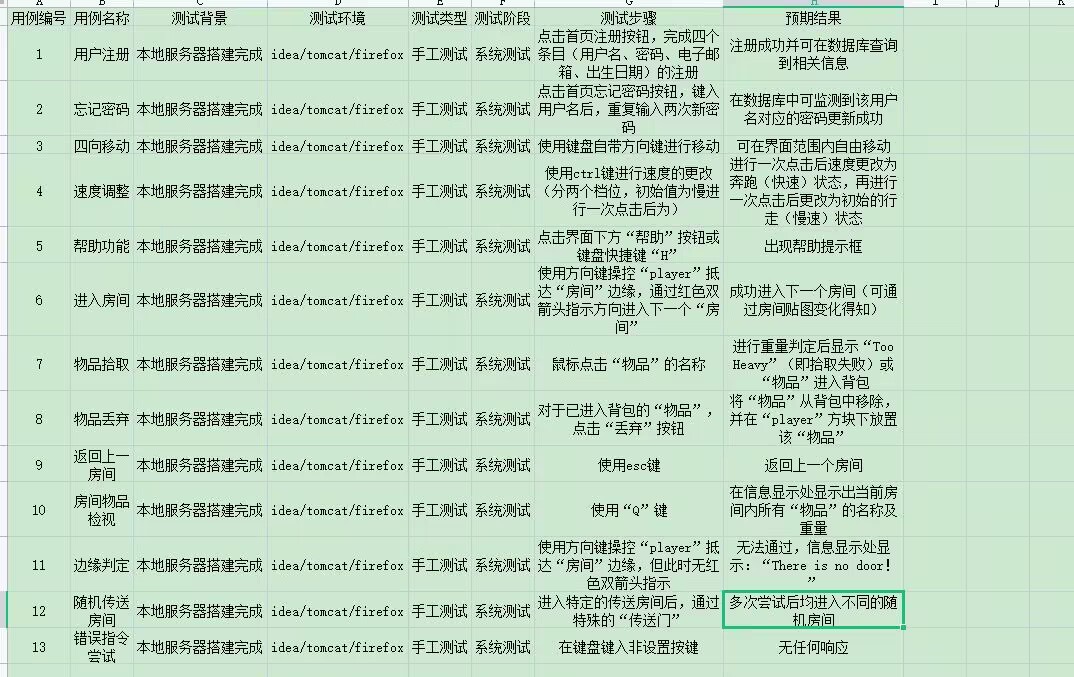 用例编号 用例名称 测试背景 测试环境 测试类型 测试阶段 测试步骤 预期结果
1 用户注册 本地服务器搭建完成 idea/tomcat/firefox 手工测试 系统测试 点击首页注册按钮，完成四个
条目（用户名、密码、电子邮
箱、出生日期）的注册
注册成功并可在数据库查询
到相关信息
2 忘记密码 本地服务器搭建完成 idea/tomcat/firefox 手工测试 系统测试 点击首页忘记密码按钮，键入
用户名后，重复输入两次新密
码
在数据库中可监测到该用户
名对应的密码更新成功
3 四向移动 本地服务器搭建完成 idea/tomcat/firefox 手工测试 系统测试 使用键盘自带方向键进行移动 可在界面范围内自由移动
4 速度调整 本地服务器搭建完成 idea/tomcat/firefox 手工测试 系统测试 使用ctrl键进行速度的更改
（分两个档位，初始值为慢进
行一次点击后为）
进行一次点击后速度更改为
奔跑（快速）状态，再进行
一次点击后更改为初始的行
走（慢速）状态
5 帮助功能 本地服务器搭建完成 idea/tomcat/firefox 手工测试 系统测试 点击界面下方“帮助”按钮或
键盘快捷键“H”
出现帮助提示框
6 进入房间 本地服务器搭建完成 idea/tomcat/firefox 手工测试 系统测试 使用方向键操控“player”抵
达“房间”边缘，通过红色双
箭头指示方向进入下一个“房
间”
成功进入下一个房间（可通
过房间贴图变化得知）
7 物品拾取 本地服务器搭建完成 idea/tomcat/firefox 手工测试 系统测试 鼠标点击“物品”的名称
进行重量判定后显示“Too
Heavy”（即拾取失败）或
“物品”进入背包
8 物品丢弃 本地服务器搭建完成 idea/tomcat/firefox 手工测试 系统测试 对于已进入背包的“物品”，
点击“丢弃”按钮
将“物品”从背包中移除，
并在“player”方块下放置
该“物品”
9 返回上一
房间
本地服务器搭建完成 idea/tomcat/firefox 手工测试 系统测试 使用esc键 返回上一个房间
10 房间物品
检视
本地服务器搭建完成 idea/tomcat/firefox 手工测试 系统测试 使用“Q”键
在信息显示处显示出当前房
间内所有“物品”的名称及
重量
11 边缘判定 本地服务器搭建完成 idea/tomcat/firefox 手工测试 系统测试 使用方向键操控“player”抵
达“房间”边缘，但此时无红
色双箭头指示
无法通过，信息显示处显
示：“There is no door!
”
12 随机传送
房间
本地服务器搭建完成 idea/tomcat/firefox 手工测试 系统测试 进入特定的传送房间后，通过
特殊的“传送门”
多次尝试后均进入不同的随
机房间
13 错误指令
尝试
本地服务器搭建完成 idea/tomcat/firefox 手工测试 系统测试 在键盘键入非设置按键 无任何响应